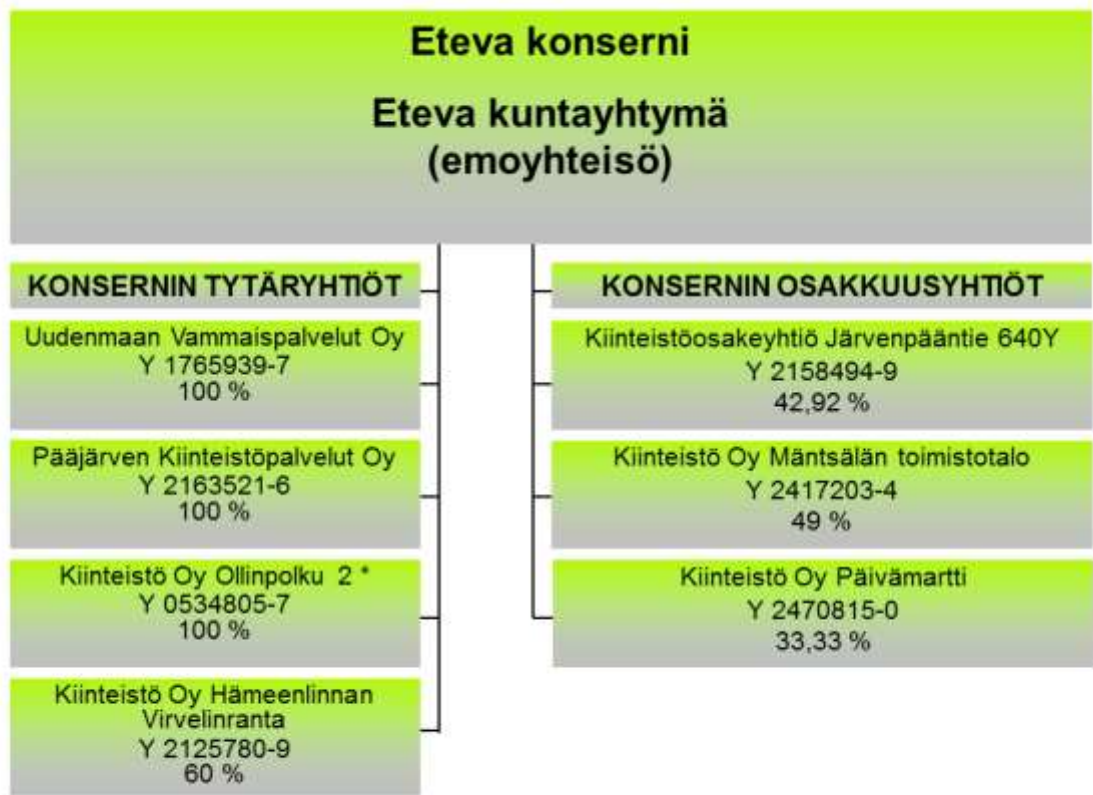 Eteva konserni
Eteva kuntayhtymä
(emoyhteisö)
KONSERNIN TYTÄRYHTIÖT
Uudenmaan Vammaispalvelut Oy
Y 1765939-7
100 %
Pääjärven Kiinteistöpalvelut Oy
Y 2163521-6
100 %
Kiinteistö Oy Ollinpolku 2 *
Y 0534805-7
100 %
Kiinteistö Oy Hämeenlinnan
Virvelinranta
Y 2125780-9
60 %
KONSERNIN OSAKKUUSYHTIÖT
Kiinteistöosakeyhtiö Järvenpääntie 640Y
Y 2158494-9
42,92 %
Kiinteistö Oy Mäntsälän toimistotalo
Y 2417203-4
49 %
Kiinteistö Oy Päivämartti
Y 2470815-0
33,33 %